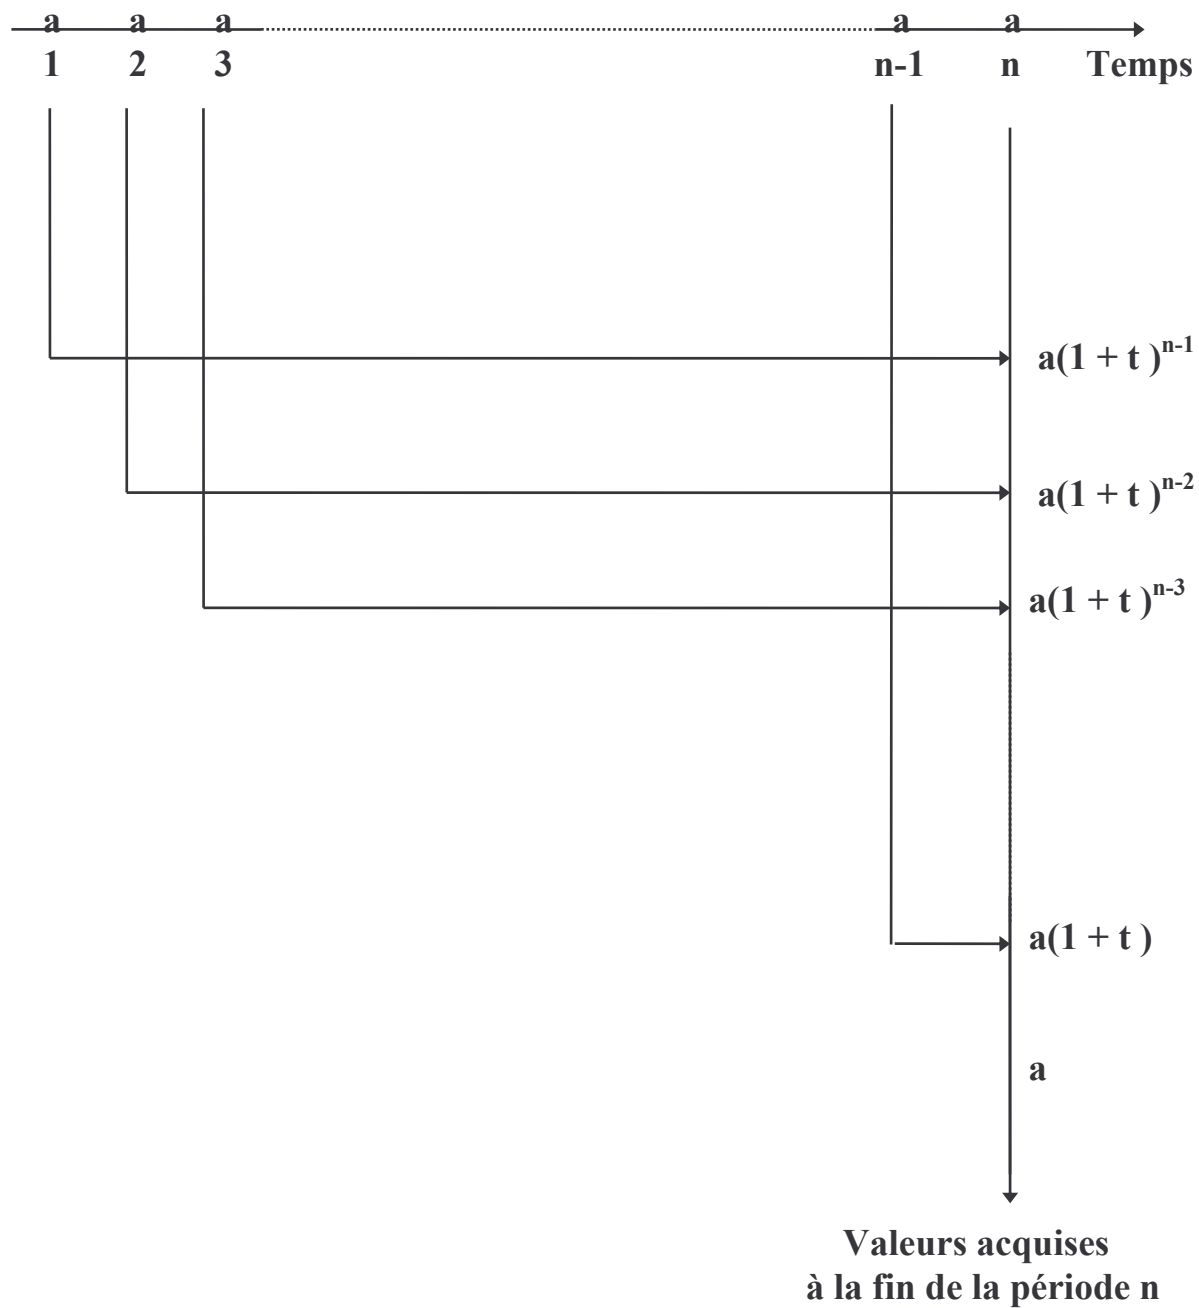 a a a a a
1 2 3 n-1 n Temps
a(1 + t )^n-1
a(1 + t )^n-2
a(1 + t )^n-3
a(1 + t )
a
Valeurs acquises
à la fin de la période n